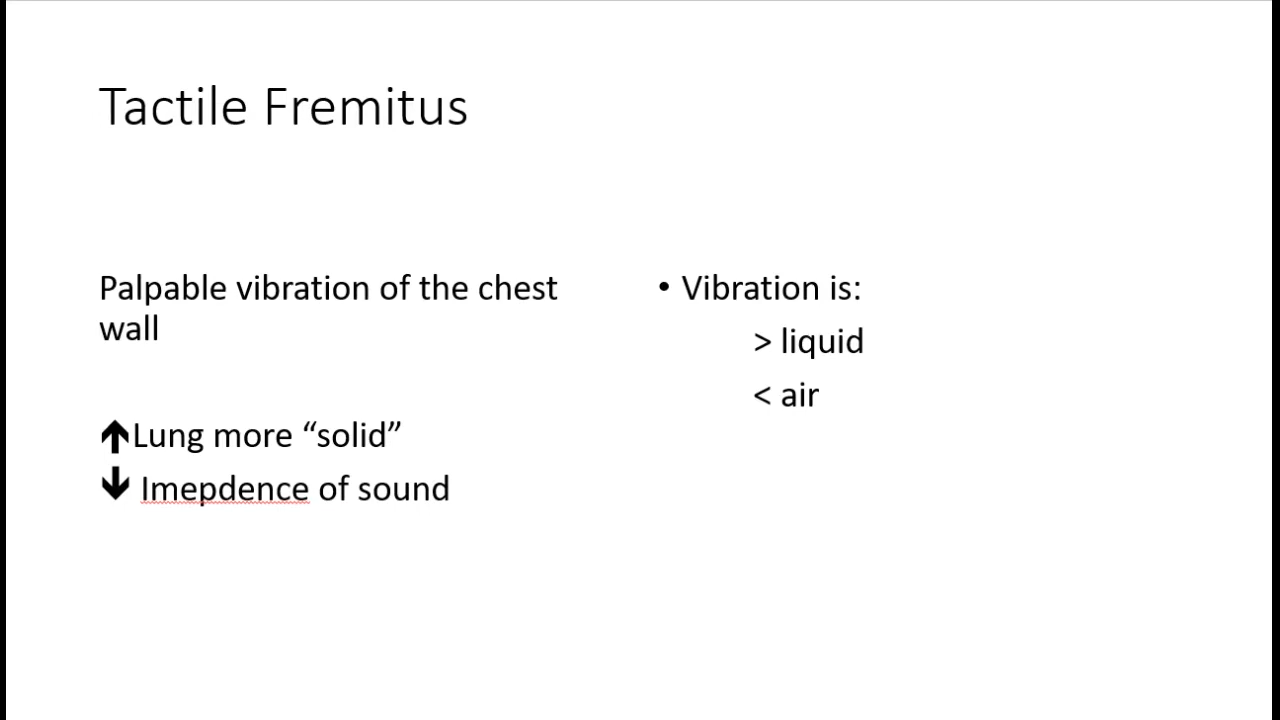 Tactile Fremitus
Palpable vibration of the chest
wall
🡹Lung more “solid”
🡻 Imepdence of sound
• Vibration is:
> liquid
< air